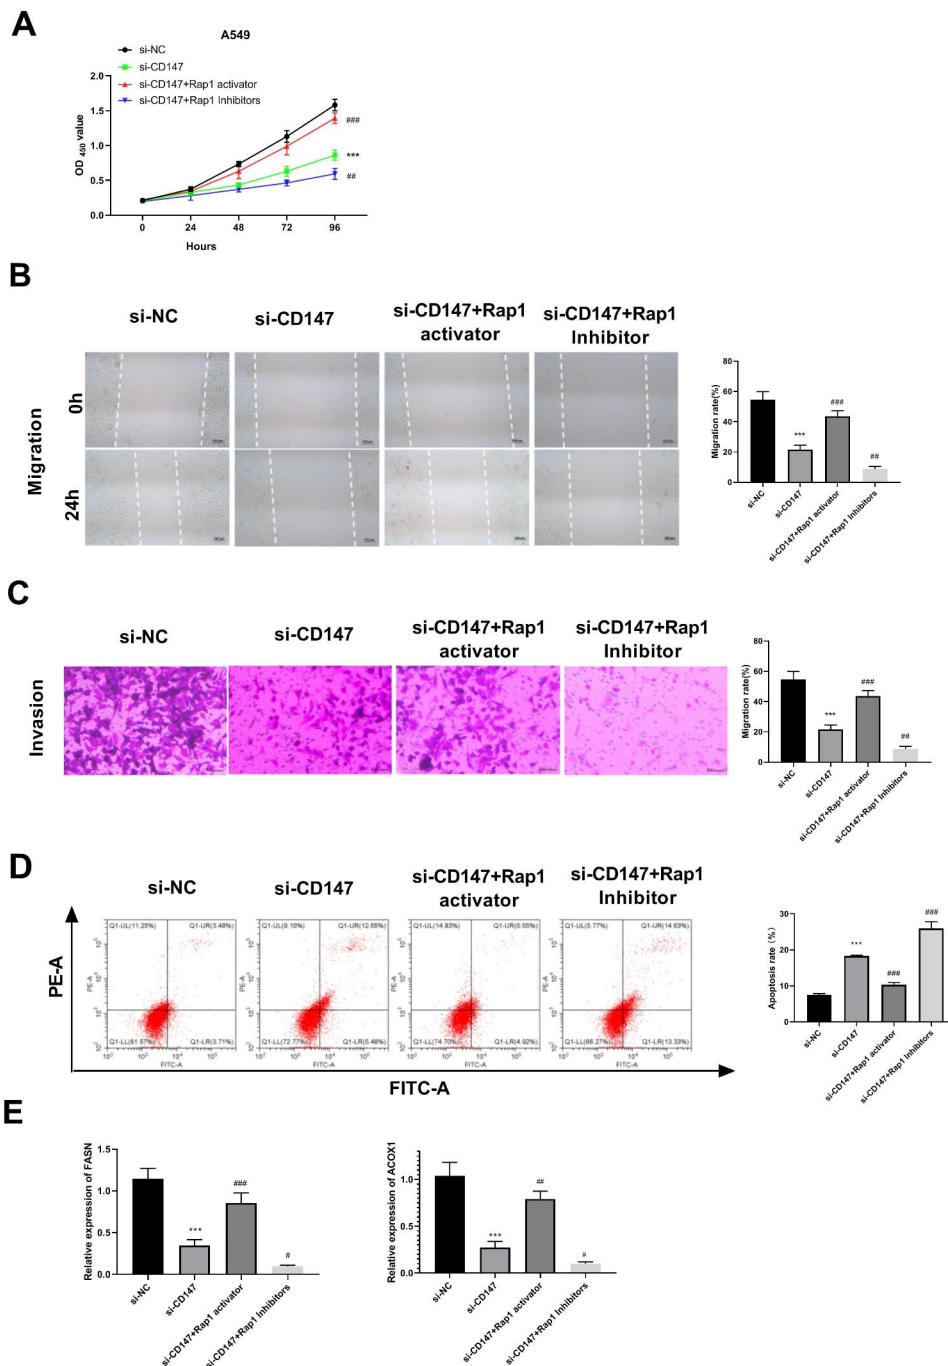 A
A549
si-NC
si-CD147
si-CD147+Rap1 activator
si-CD147+Rap1 Inhibitors
OD 450 value
2.0
1.5
1.0
0.5
0.0
0 24 48 72 96
Hours
###
***
##
B
si-NC
si-CD147
si-CD147+Rap1
activator
si-CD147+Rap1
Inhibitor
Migration
0h
24h
Migration rate(%)
80
60
40
20
0
***
###
##
si-NC
si-CD147
si-CD147+Rap1 activator
si-CD147+Rap1 Inhibitors
C
si-NC
si-CD147
si-CD147+Rap1
activator
si-CD147+Rap1
Inhibitor
Invasion
Migration rate(%)
80
60
40
20
0
***
###
##
si-NC
si-CD147
si-CD147+Rap1 activator
si-CD147+Rap1 Inhibitors
D
si-NC
si-CD147
si-CD147+Rap1
activator
si-CD147+Rap1
Inhibitor
PE-A
Q1-UL(11.25%) Q1-UR(3.48%)
Q1-LL(81.57%) Q1-LR(3.71%)
PE-A
FITC-A
Q1-UL(9.10%) Q1-UR(12.65%)
Q1-LL(72.77%) Q1-LR(5.48%)
PE-A
FITC-A
Q1-UL(14.83%) Q1-UR(5.55%)
Q1-LL(74.70%) Q1-LR(4.92%)
PE-A
FITC-A
Q1-UL(5.77%) Q1-UR(14.63%)
Q1-LL(66.27%) Q1-LR(13.33%)
PE-A
FITC-A
FITC-A
Apoptosis rate (%)
30
20
10
0
***
###
###
si-NC
si-CD147
si-CD147+Rap1 activator
si-CD147+Rap1 Inhibitors
E
Relative expression of FASN
1.5
1.0
0.5
0.0
***
###
#
si-NC
si-CD147
si-CD147+Rap1 activator
si-CD147+Rap1 Inhibitors
Relative expression of ACOX1
1.0
0.5
0.0
***
##
#
si-NC
si-CD147
si-CD147+Rap1 activator
si-CD147+Rap1 Inhibitors